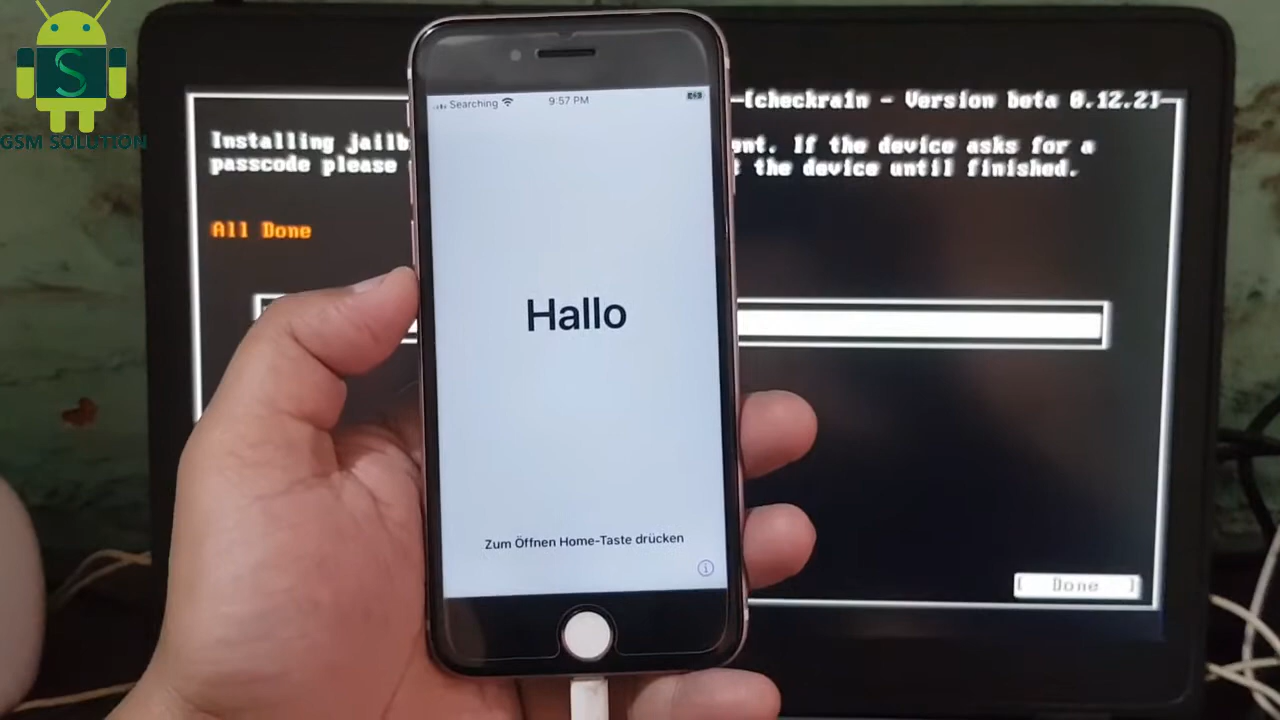 S
GSM SOLUTION
Searching
9:57 PM
[checkra1n - Version beta 0.12.2]
Installing jailb ent. If the device asks for a
passcode please t the device until finished.
All Done
Hallo
Zum Öffnen Home-Taste drücken
i
[ Done ]